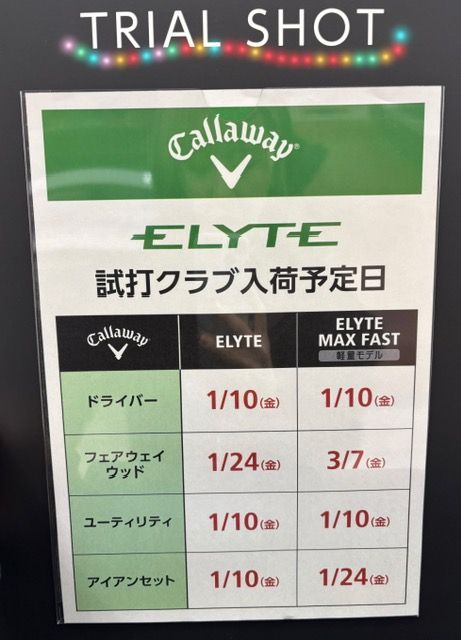 TRIAL SHOT
Callaway®
ELYTE
試打クラブ入荷予定日
Callaway ELYTE ELYTE MAX FAST 軽量モデル
ドライバー 1/10(金) 1/10(金)
フェアウェイウッド 1/24(金) 3/7(金)
ユーティリティ 1/10(金) 1/10(金)
アイアンセット 1/10(金) 1/24(金)